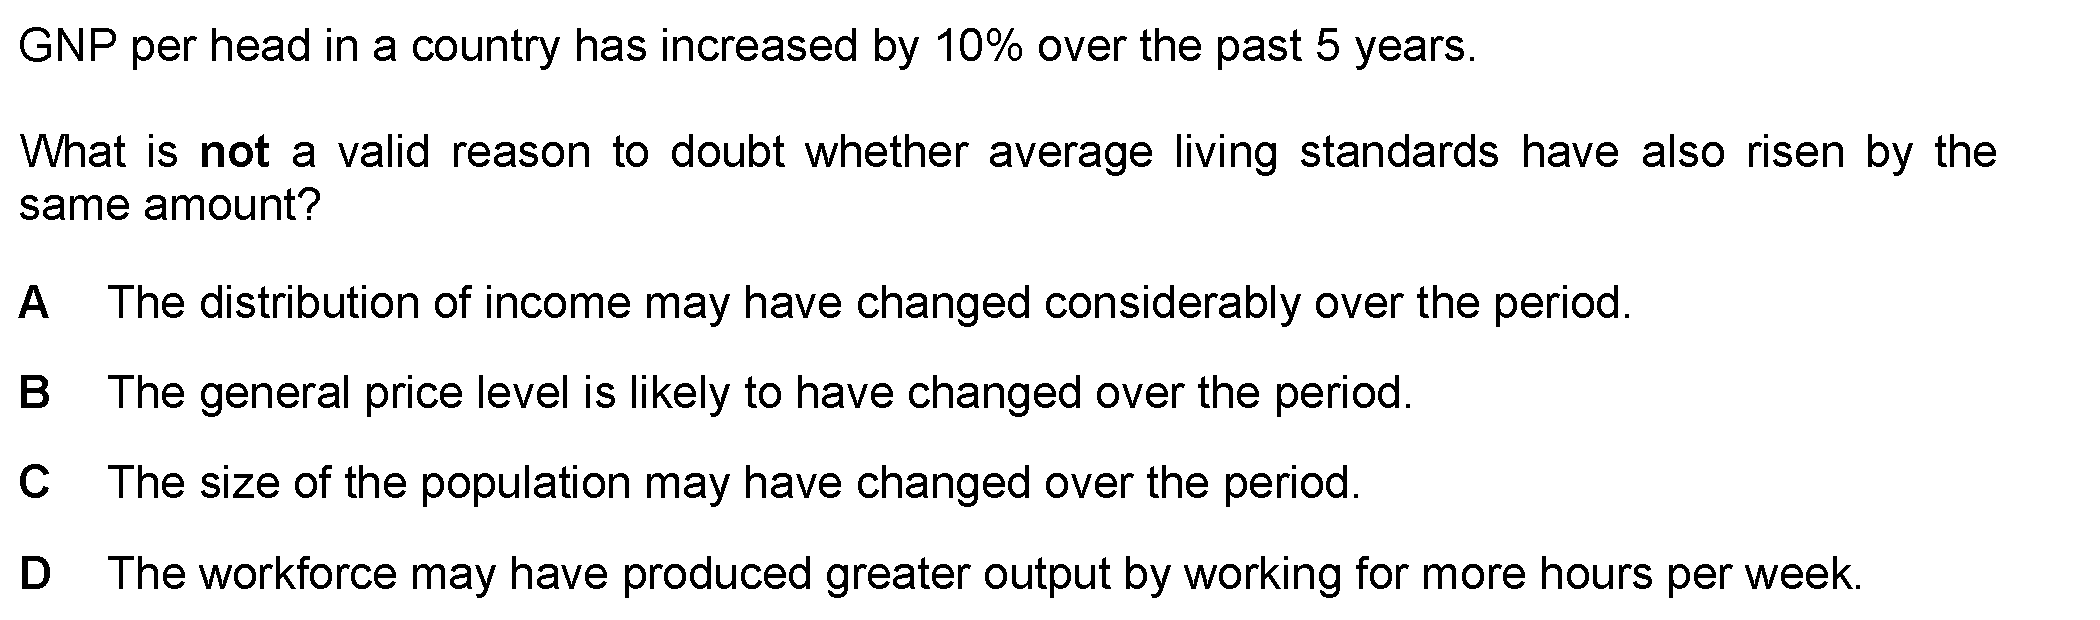 GNP per head in a country has increased by 10% over the past 5 years.
What is not a valid reason to doubt whether average living standards have also risen by the
same amount?
A The distribution of income may have changed considerably over the period.
B The general price level is likely to have changed over the period.
C The size of the population may have changed over the period.
D The workforce may have produced greater output by working for more hours per week.